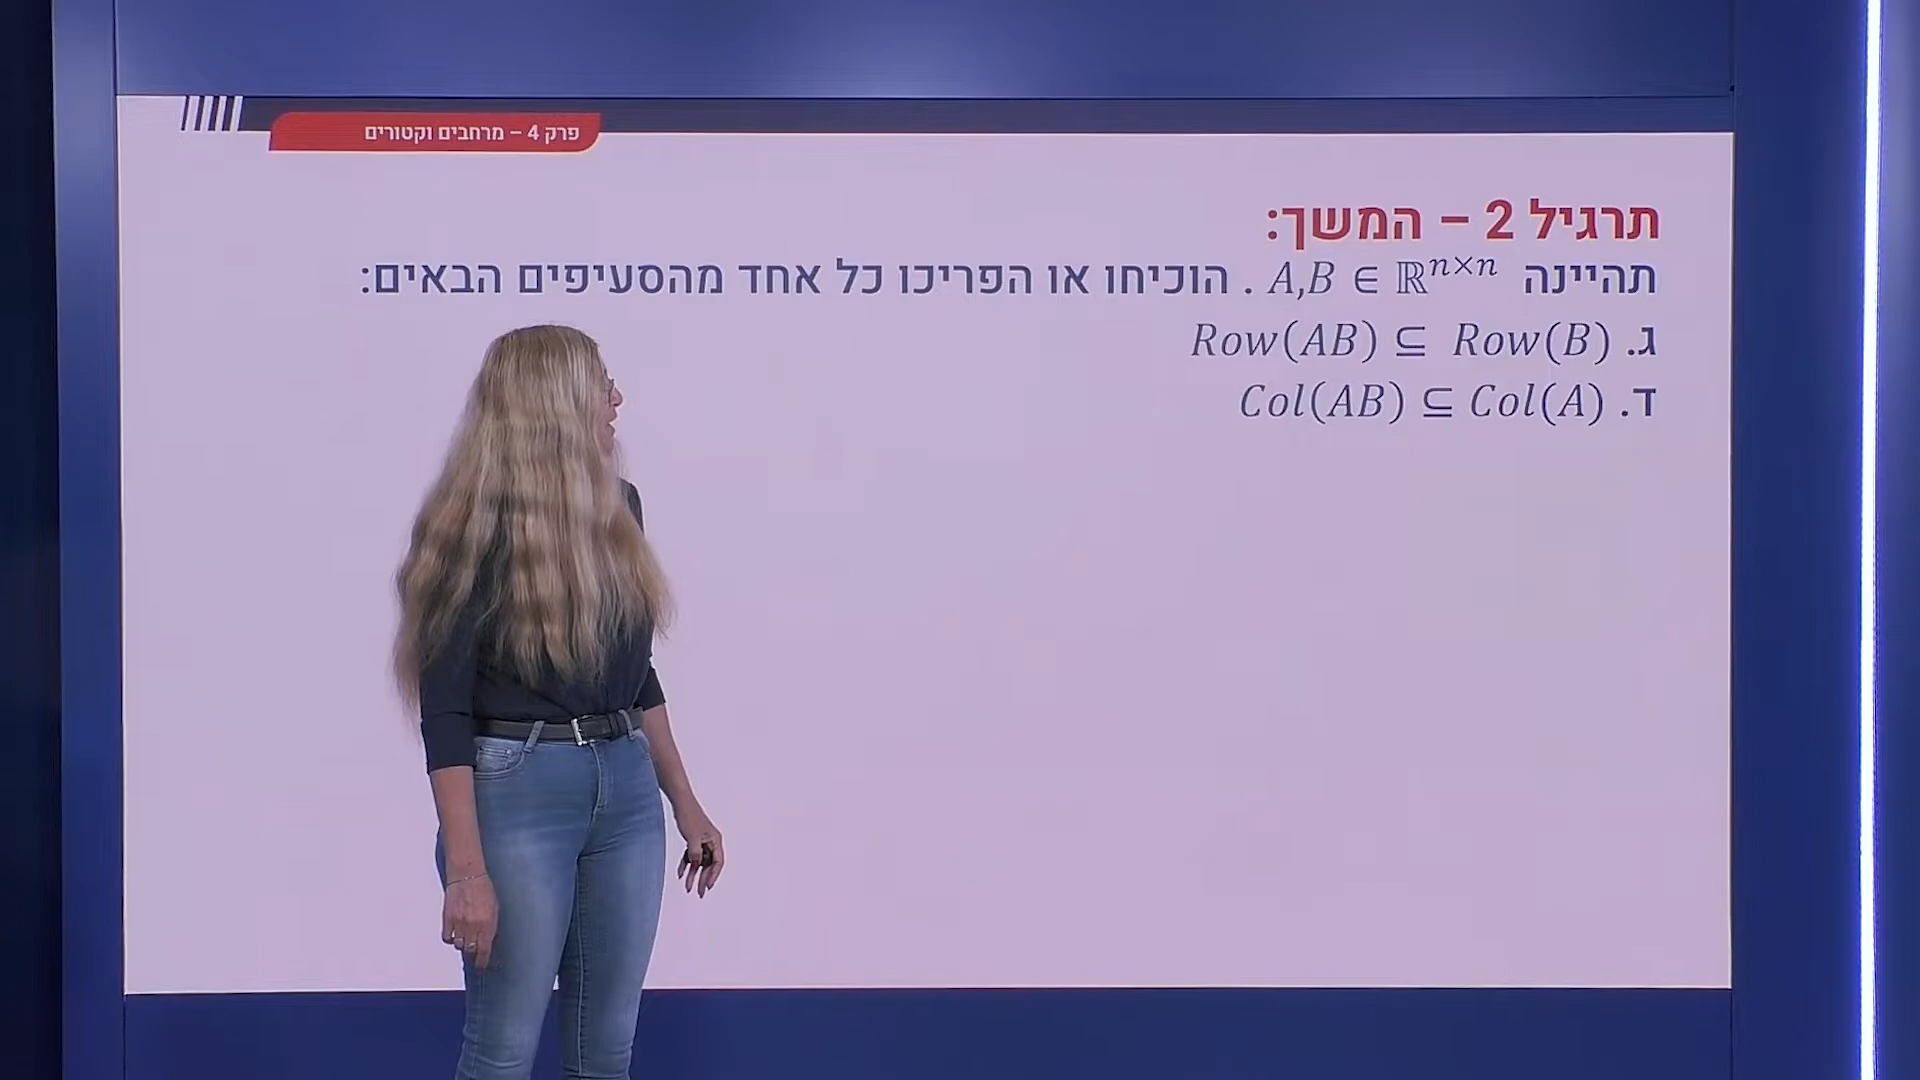 פרק 4 – מרחבים וקטורים
תרגיל 2 – המשך:
תהיינה A,B ∈ ℝⁿˣⁿ . הוכיחו או הפריכו כל אחד מהסעיפים הבאים:
ג. Row(AB) ⊆ Row(B)
ד. Col(AB) ⊆ Col(A)